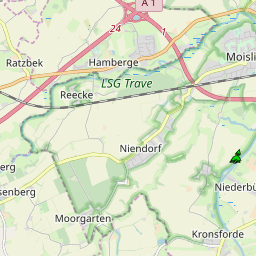 A 1
24
1
Ratzbek
Hamberge
Moisli
LSG Trave
Reecke
Niendorf
erg
senberg
Niederbü
Moorgarten
Kronsforde